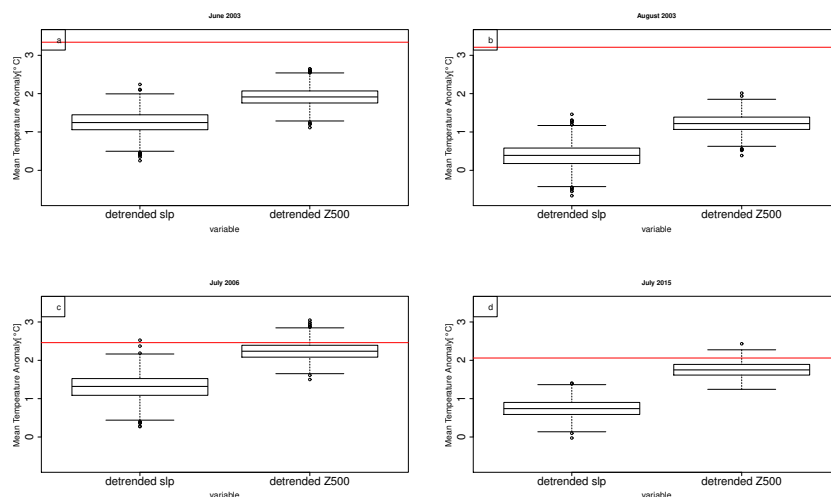 June 2003
a
Mean Temperature Anomaly[°C]
3
2
1
0
detrended slp
detrended Z500
variable
August 2003
b
Mean Temperature Anomaly[°C]
3
2
1
0
detrended slp
detrended Z500
variable
July 2006
c
Mean Temperature Anomaly[°C]
3
2
1
0
detrended slp
detrended Z500
variable
July 2015
d
Mean Temperature Anomaly[°C]
3
2
1
0
detrended slp
detrended Z500
variable